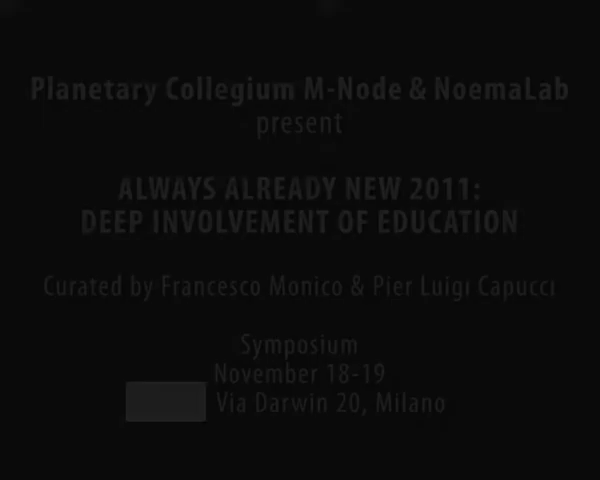 Planetary Collegium M-Node & NoemaLab
present
ALWAYS ALREADY NEW 2011:
DEEP INVOLVEMENT OF EDUCATION
Curated by Francesco Monico & Pier Luigi Capucci
Symposium
November 18-19
Via Darwin 20, Milano